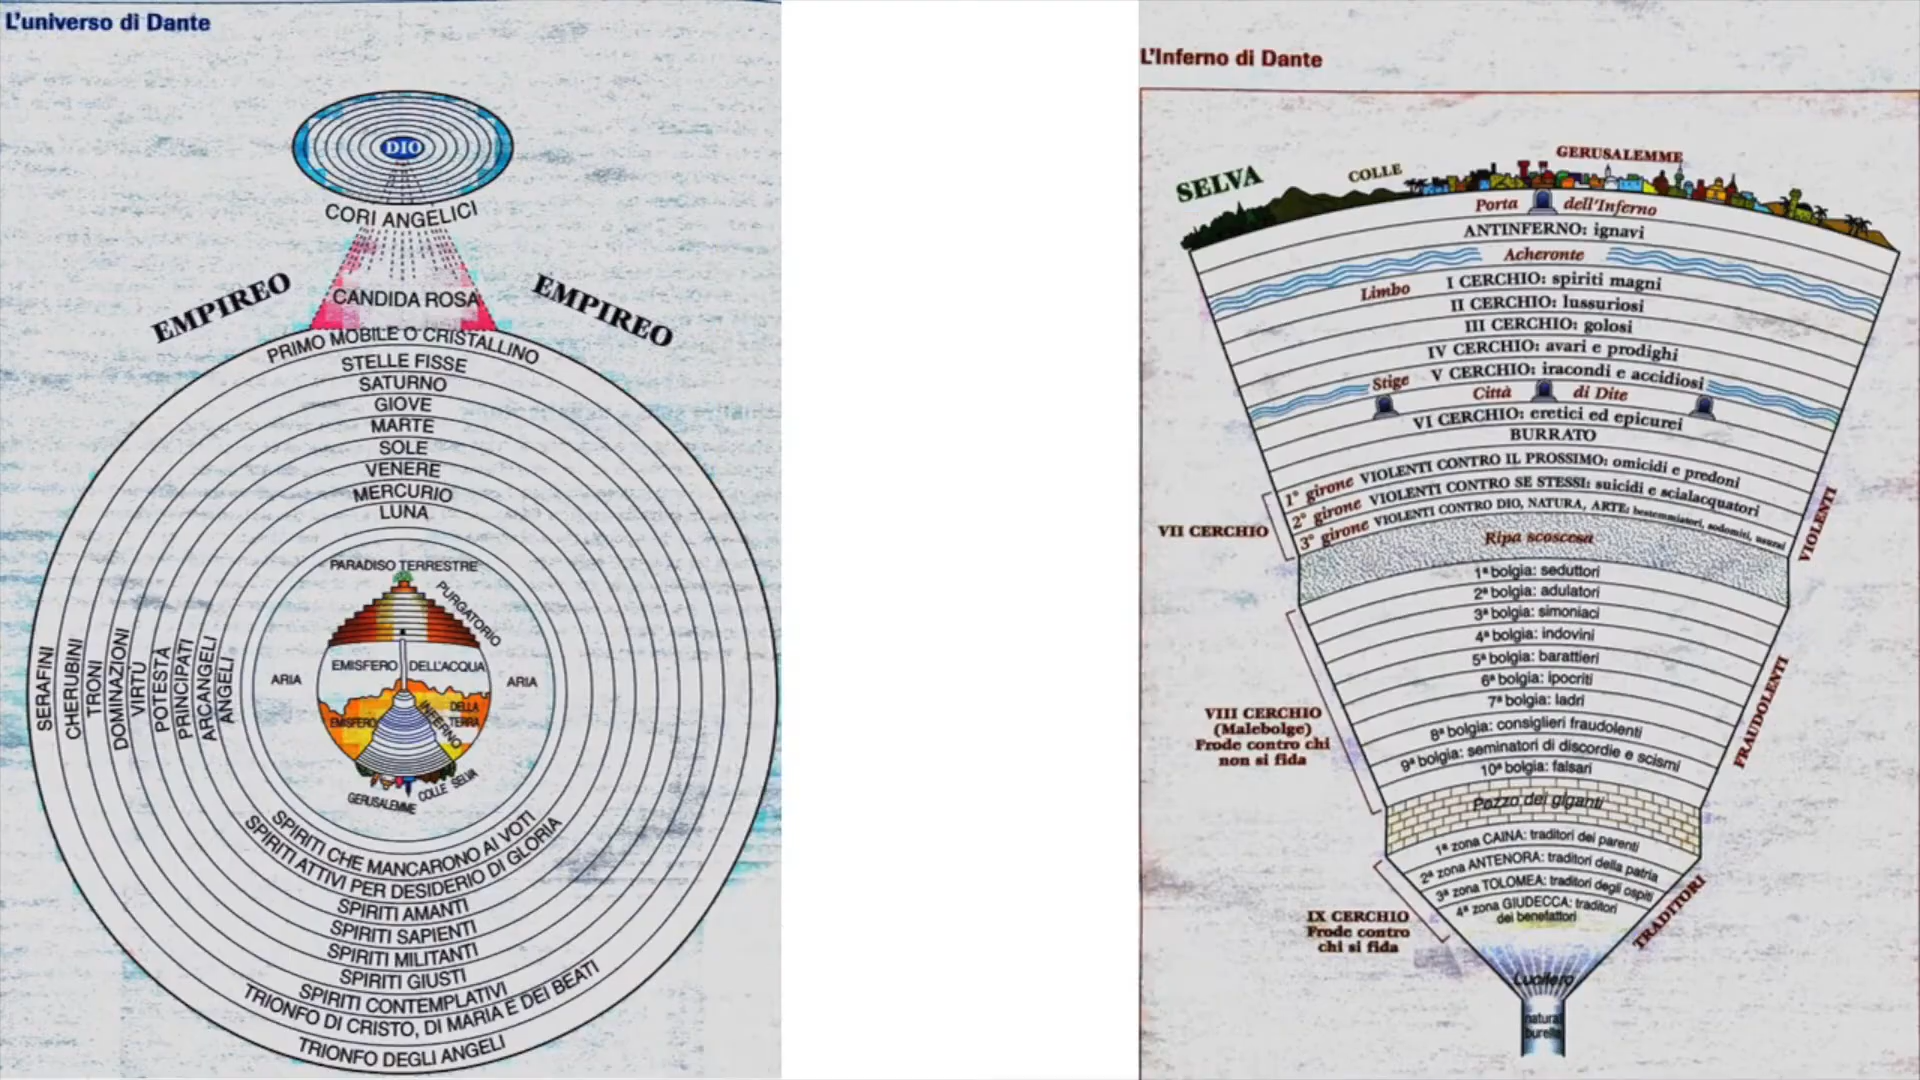 L'universo di Dante
DIO
CORI ANGELICI
EMPIREO
EMPIREO
CANDIDA ROSA
PRIMO MOBILE O CRISTALLINO
STELLE FISSE
SATURNO
GIOVE
MARTE
SOLE
VENERE
MERCURIO
LUNA
PARADISO TERRESTRE
PURGATORIO
SERAFINI
CHERUBINI
TRONI
DOMINAZIONI
VIRTÙ
POTESTÀ
PRINCIPATI
ARCANGELI
ANGELI
ARIA
EMISFERO DELL'ACQUA
ARIA
EMISFERO
DELLA
TERRA
INFERNO
GERUSALEMME
COLLE
SELVA
SPIRITI CHE MANCARONO AI VOTI
SPIRITI ATTIVI PER DESIDERIO DI GLORIA
SPIRITI AMANTI
SPIRITI SAPIENTI
SPIRITI MILITANTI
SPIRITI GIUSTI
SPIRITI CONTEMPLATIVI
TRIONFO DI CRISTO, DI MARIA E DEI BEATI
TRIONFO DEGLI ANGELI
L'Inferno di Dante
SELVA
COLLE
GERUSALEMME
Porta dell'Inferno
ANTINFERNO: ignavi
Acheronte
Limbo
I CERCHIO: spiriti magni
II CERCHIO: lussuriosi
III CERCHIO: golosi
IV CERCHIO: avari e prodighi
Stige
V CERCHIO: iracondi e accidiosi
Città di Dite
VI CERCHIO: eretici ed epicurei
BURRATO
VII CERCHIO
1° girone VIOLENTI CONTRO IL PROSSIMO: omicidi e predoni
2° girone VIOLENTI CONTRO SE STESSI: suicidi e scialacquatori
3° girone VIOLENTI CONTRO DIO, NATURA, ARTE: bestemmiatori, sodomiti, usurai
VIOLENTI
Ripa scoscesa
1ª bolgia: seduttori
2ª bolgia: adulatori
3ª bolgia: simoniaci
4ª bolgia: indovini
5ª bolgia: barattieri
6ª bolgia: ipocriti
7ª bolgia: ladri
8ª bolgia: consiglieri fraudolenti
9ª bolgia: seminatori di discordie e scismi
10ª bolgia: falsari
VIII CERCHIO
(Malebolge)
Frode contro chi
non si fida
FRAUDOLENTI
Pozzo dei giganti
1ª zona CAINA: traditori dei parenti
2ª zona ANTENORA: traditori della patria
3ª zona TOLOMEA: traditori degli ospiti
4ª zona GIUDECCA: traditori
dei benefattori
IX CERCHIO
Frode contro
chi si fida
TRADITORI
Lucifero
natural
burella